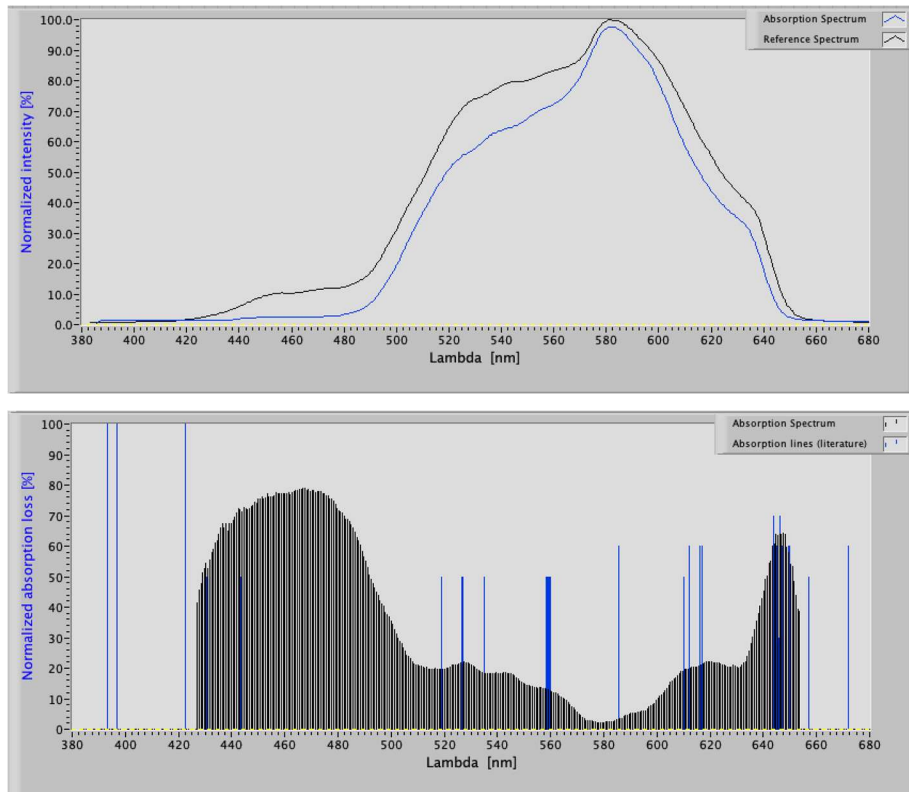 Absorption Spectrum
Reference Spectrum
Normalized intensity [%]
100.0
90.0
80.0
70.0
60.0
50.0
40.0
30.0
20.0
10.0
0.0
380 400 420 440 460 480 500 520 540 560 580 600 620 640 660 680
Lambda [nm]
Absorption Spectrum
Absorption lines (literature)
Normalized absorption loss [%]
100
90
80
70
60
50
40
30
20
10
0
380 400 420 440 460 480 500 520 540 560 580 600 620 640 660 680
Lambda [nm]